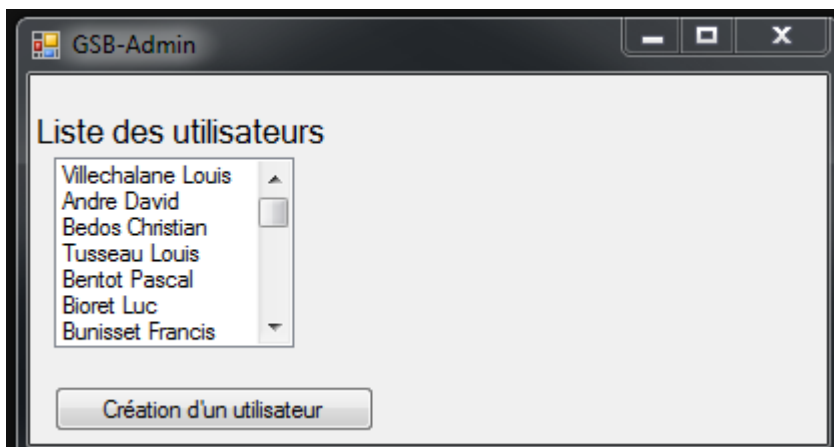 GSB-Admin
Liste des utilisateurs
Villechalane Louis
Andre David
Bedos Christian
Tusseau Louis
Bentot Pascal
Bioret Luc
Bunisset Francis
Création d'un utilisateur